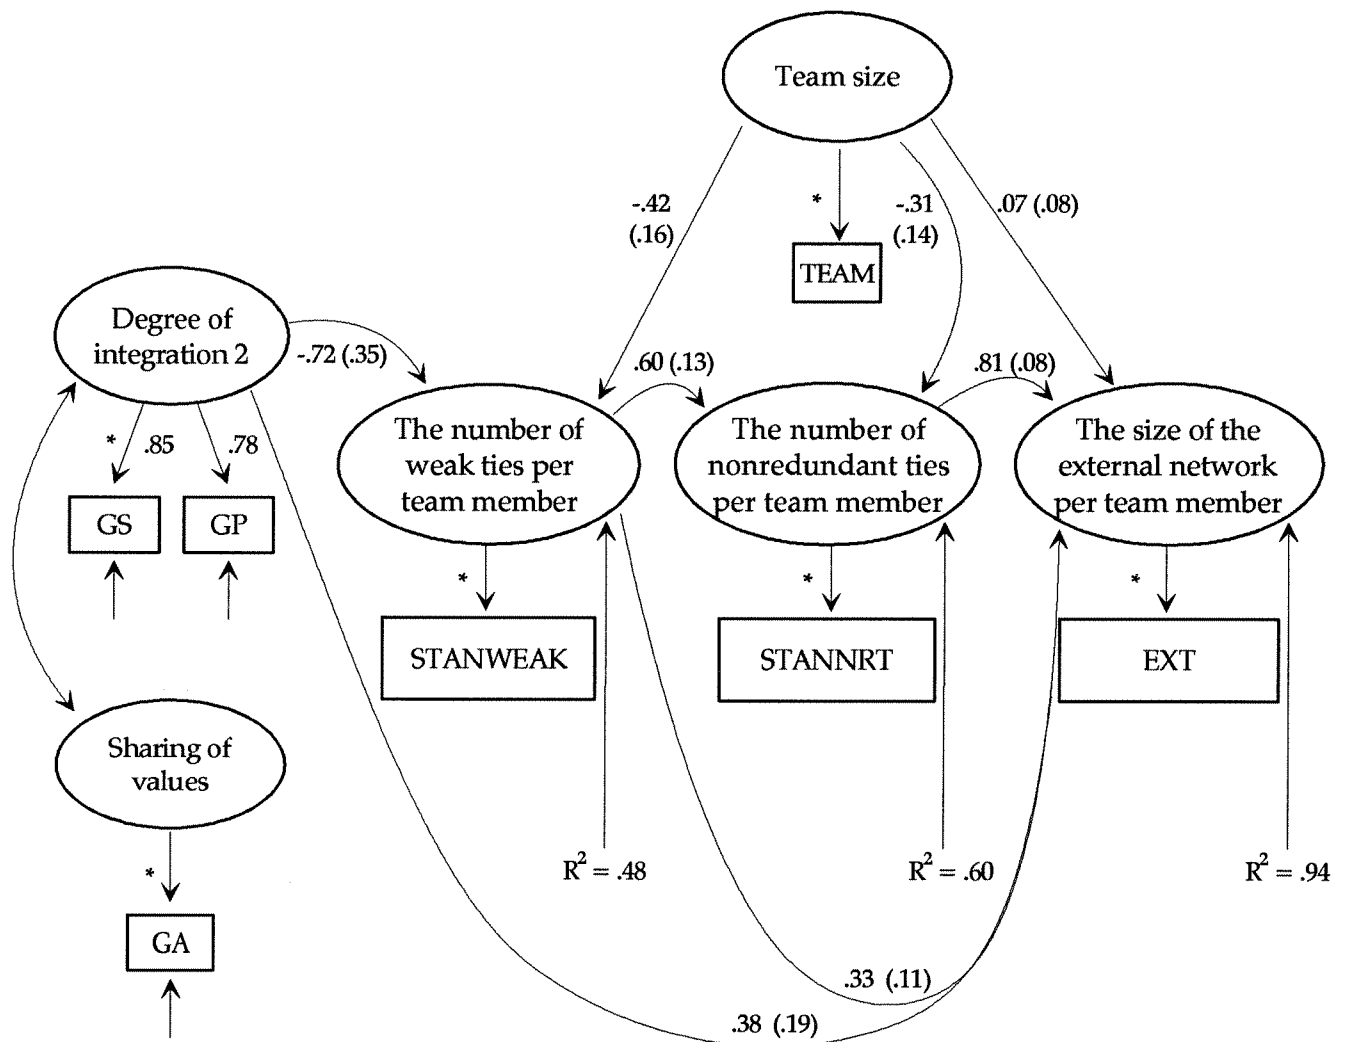 Team size
-.42
(.16)
*
-.31
(.14)
.07 (.08)
TEAM
Degree of
integration 2
-.72 (.35)
.60 (.13)
.81 (.08)
* .85
.78
GS
GP
The number of
weak ties per
team member
The number of
nonredundant ties
per team member
The size of the
external network
per team member
*
*
*
STANWEAK
STANNRT
EXT
Sharing of
values
*
GA
R² = .48
R² = .60
R² = .94
.33 (.11)
.38 (.19)